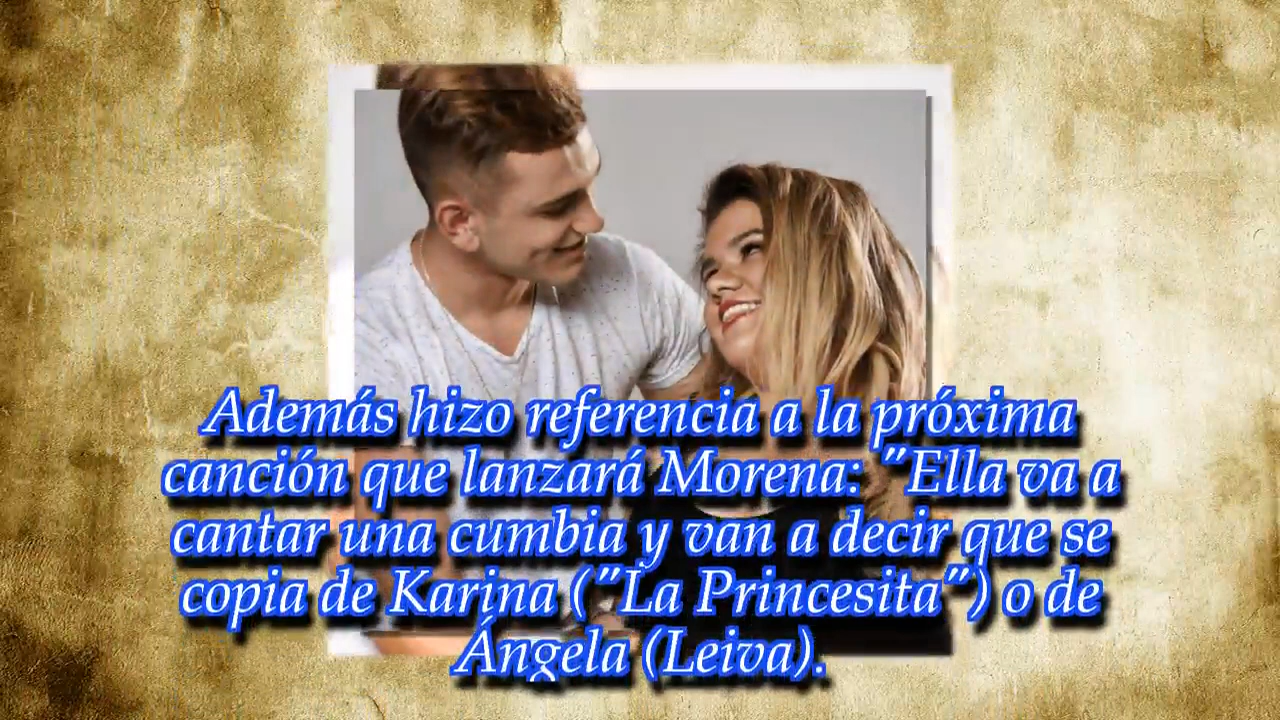 Además hizo referencia a la próxima
canción que lanzará Morena: "Ella va a
cantar una cumbia y van a decir que se
copia de Karina ("La Princesita") o de
Ángela (Leiva).